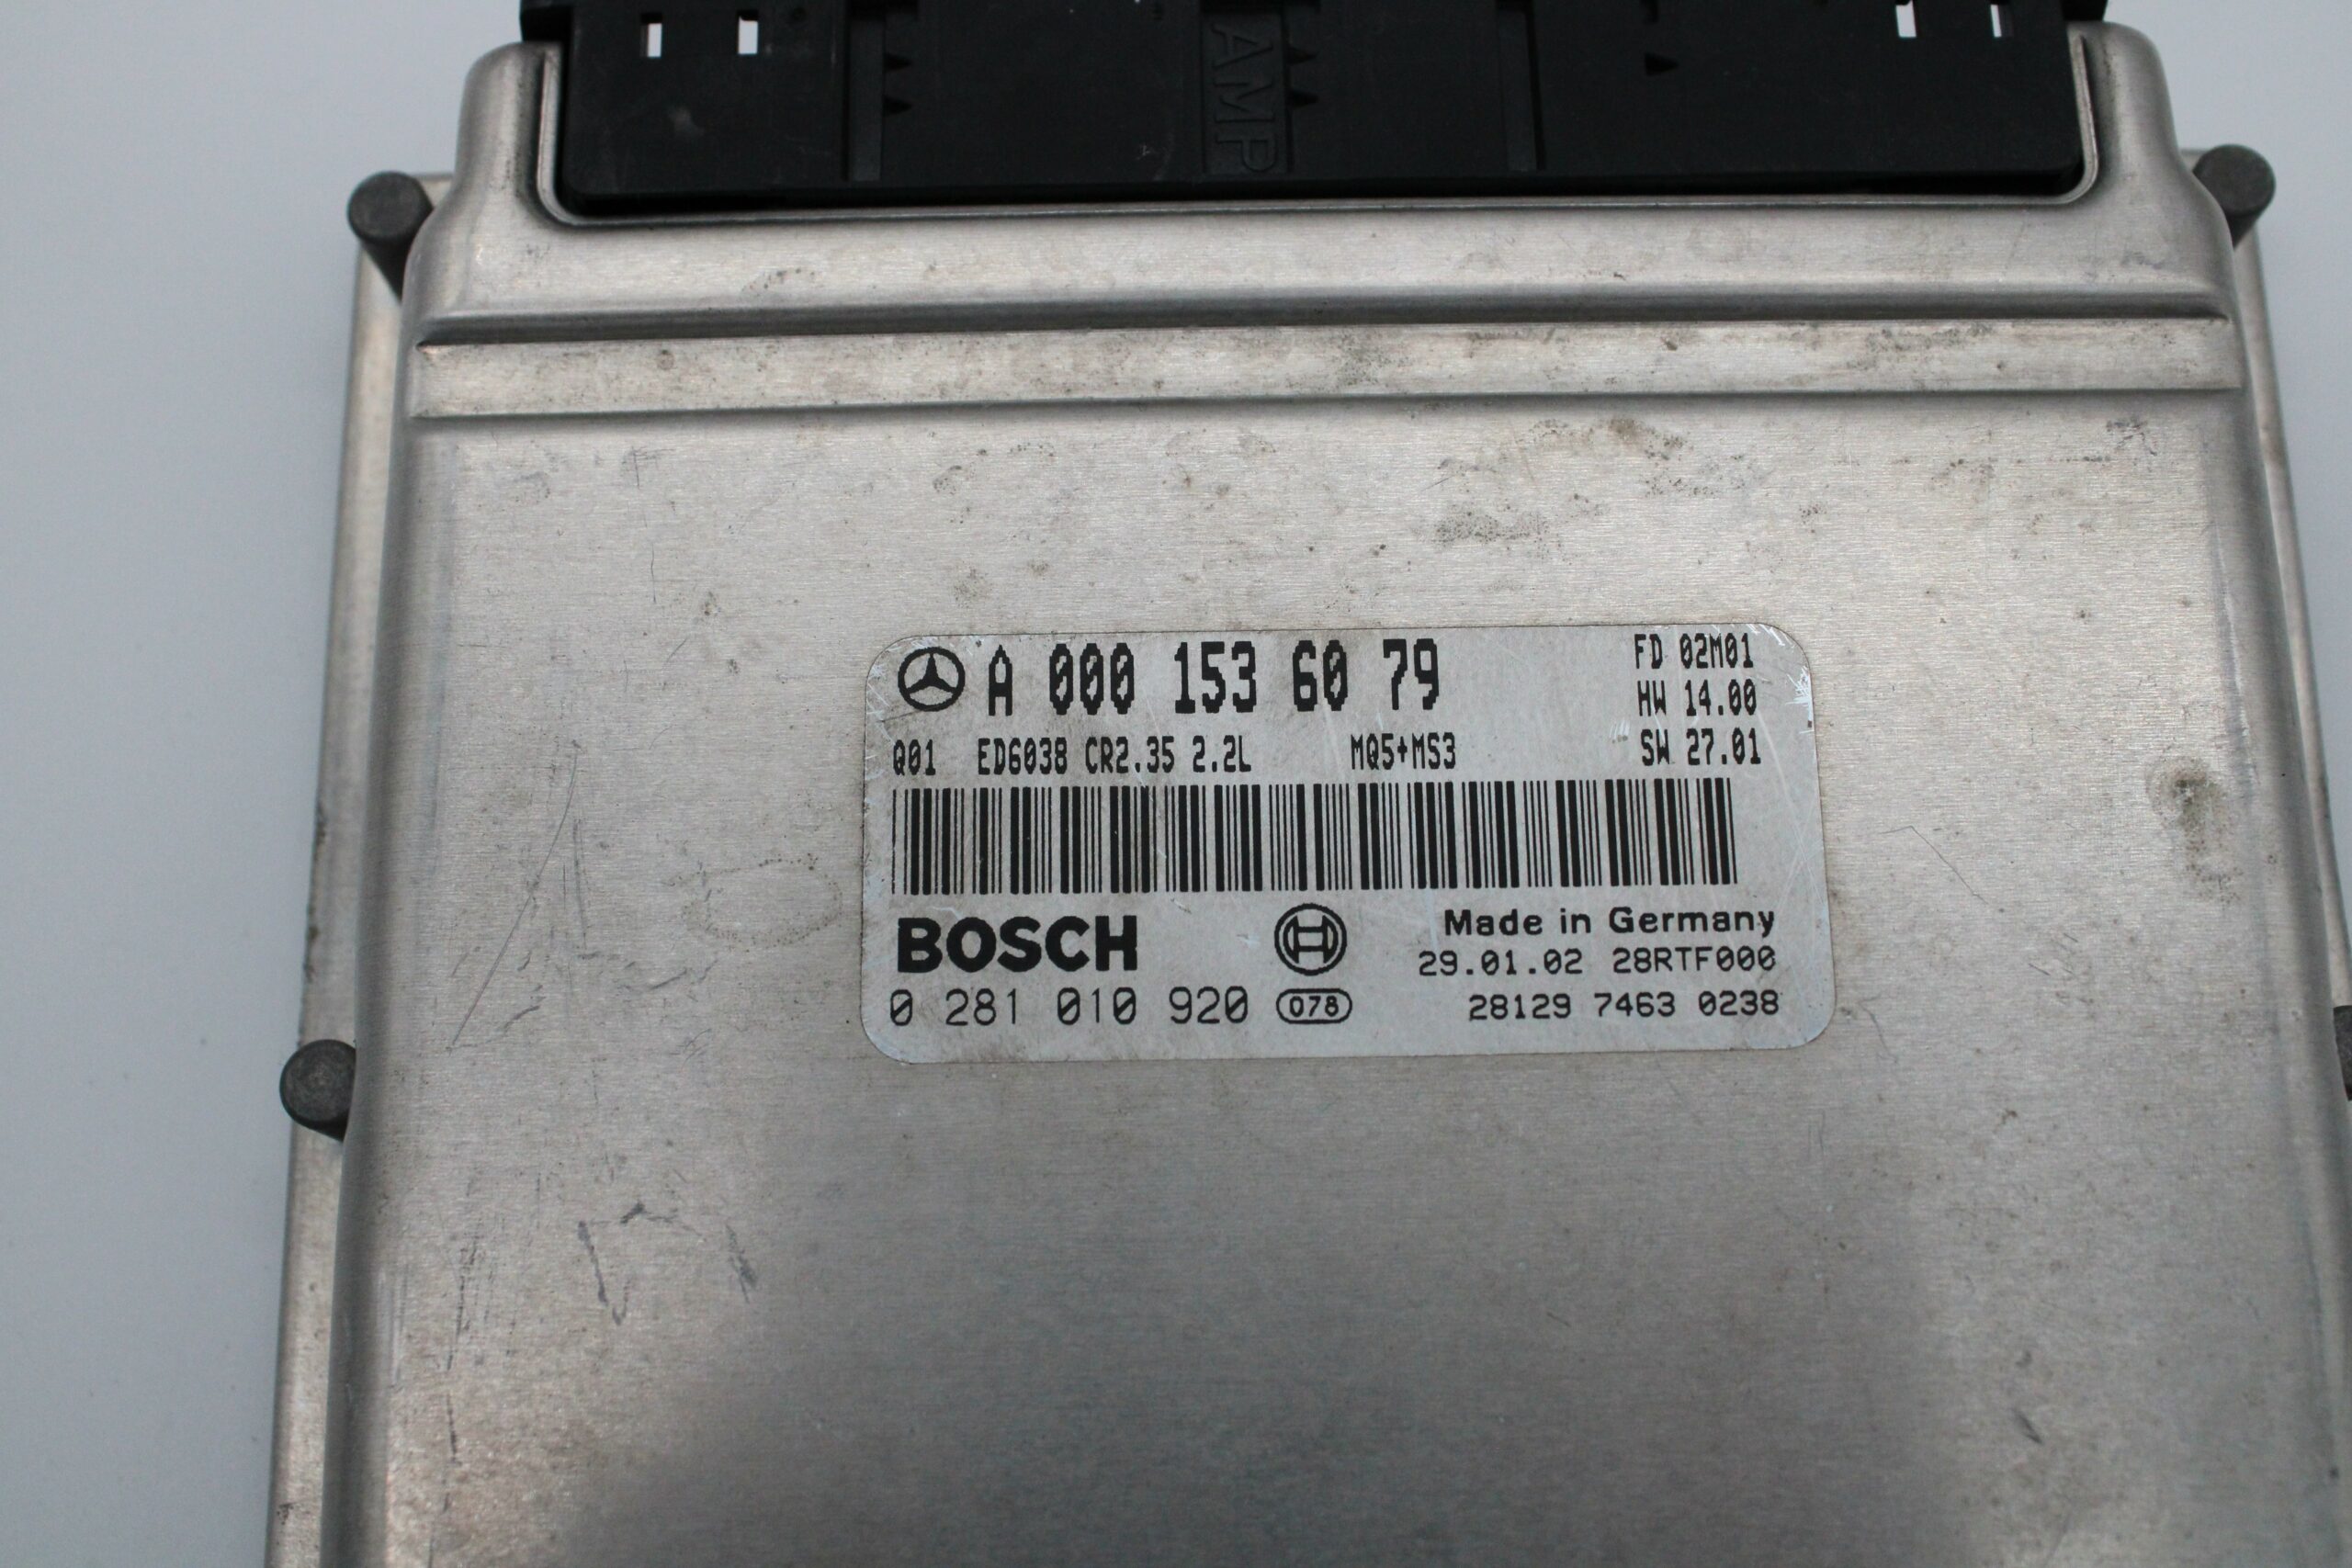 AMP
A 000 153 60 79
FD 02M01
HW 14.00
Q01 ED6038 CR2.35 2.2L MQ5+MS3 SW 27.01
BOSCH
Made in Germany
29.01.02 28RTF000
0 281 010 920 078 28129 7463 0238